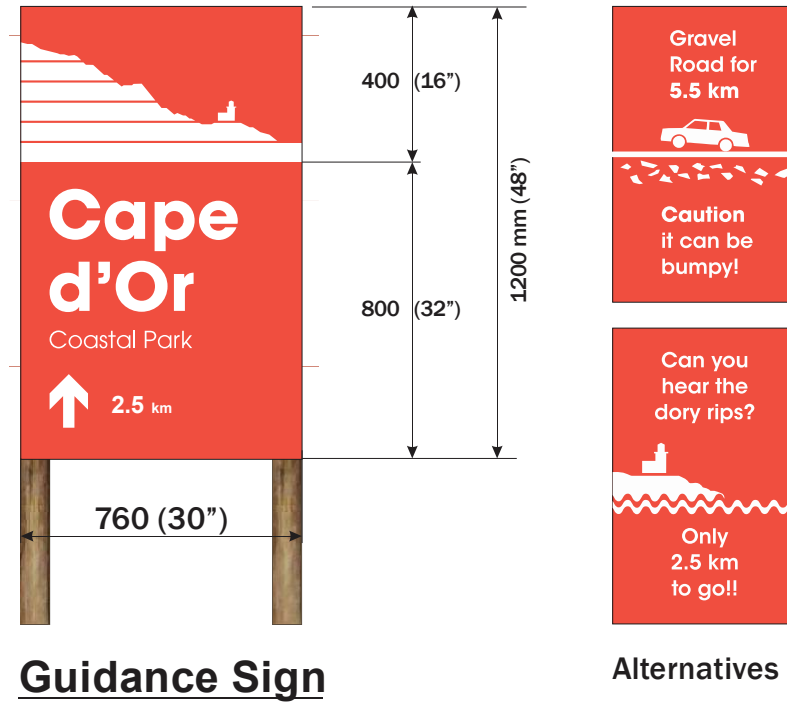 Cape
d’Or
Coastal Park
2.5 km
400 (16”)
800 (32”)
1200 mm (48”)
760 (30”)
Guidance Sign
Gravel
Road for
5.5 km
Caution
it can be
bumpy!
Can you
hear the
dory rips?
Only
2.5 km
to go!!
Alternatives